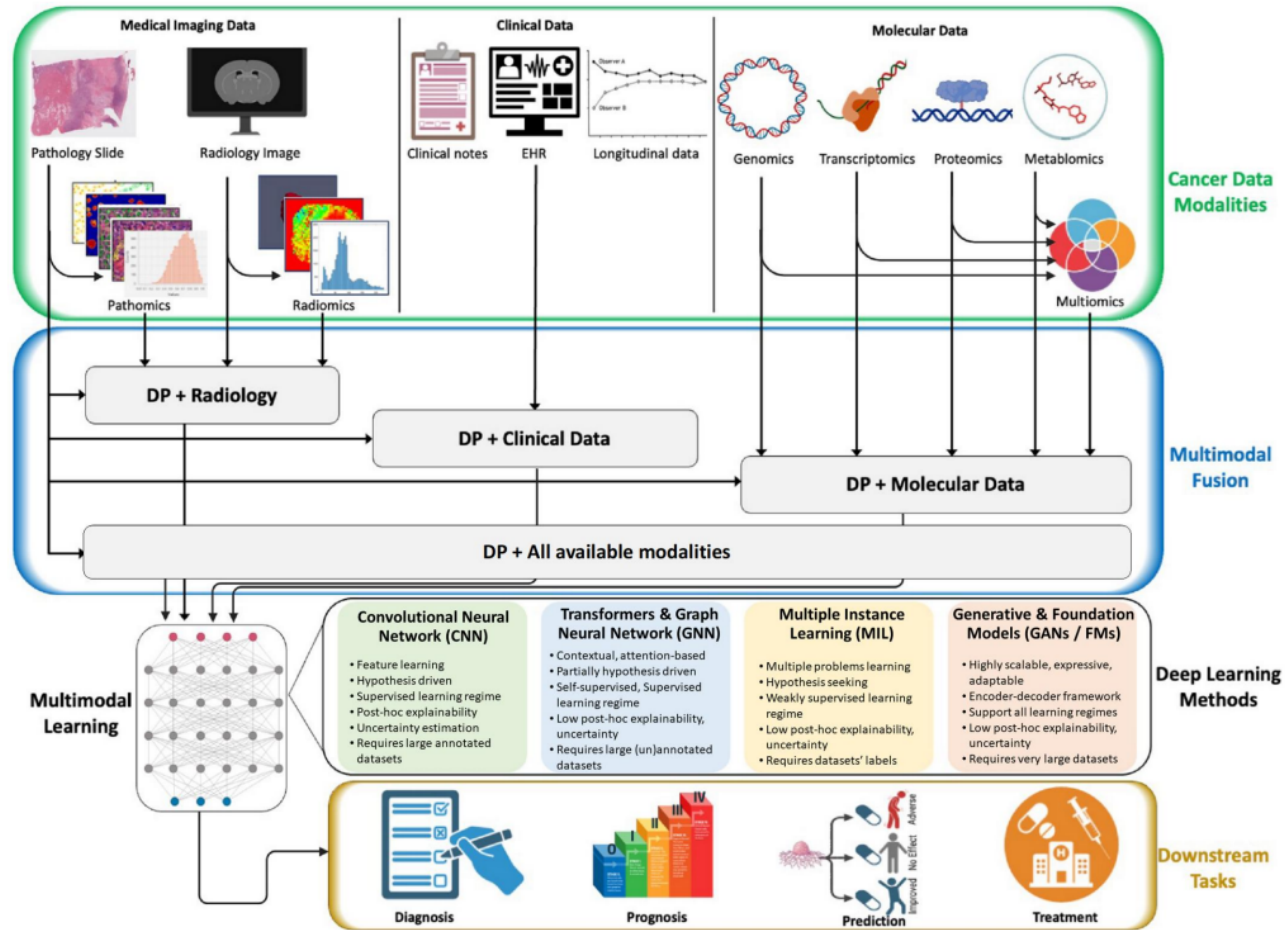 Medical Imaging Data
Clinical Data
Molecular Data
Observer A
Observer B
Pathology Slide
Radiology Image
Clinical notes
EHR
Longitudinal data
Genomics
Transcriptomics
Proteomics
Metablomics
Cancer Data
Modalities
Pathomics
Radiomics
Multiomics
DP + Radiology
DP + Clinical Data
DP + Molecular Data
Multimodal
Fusion
DP + All available modalities
Multimodal
Learning
Convolutional Neural
Network (CNN)
• Feature learning
• Hypothesis driven
• Supervised learning regime
• Post-hoc explainability
• Uncertainty estimation
• Requires large annotated
datasets
Transformers & Graph
Neural Network (GNN)
• Contextual, attention-based
• Partially hypothesis driven
• Self-supervised, Supervised
learning regime
• Low post-hoc explainability,
uncertainty
• Requires large (un)annotated
datasets
Multiple Instance
Learning (MIL)
• Multiple problems learning
• Hypothesis seeking
• Weakly supervised learning
regime
• Low post-hoc explainability,
uncertainty
• Requires datasets' labels
Generative & Foundation
Models (GANs / FMs)
• Highly scalable, expressive,
adaptable
• Encoder-decoder framework
• Support all learning regimes
• Low post-hoc explainability,
uncertainty
• Requires very large datasets
Deep Learning
Methods
0
I
II
III
IV
Adverse
No Effect
Improved
H
Diagnosis
Prognosis
Prediction
Treatment
Downstream
Tasks